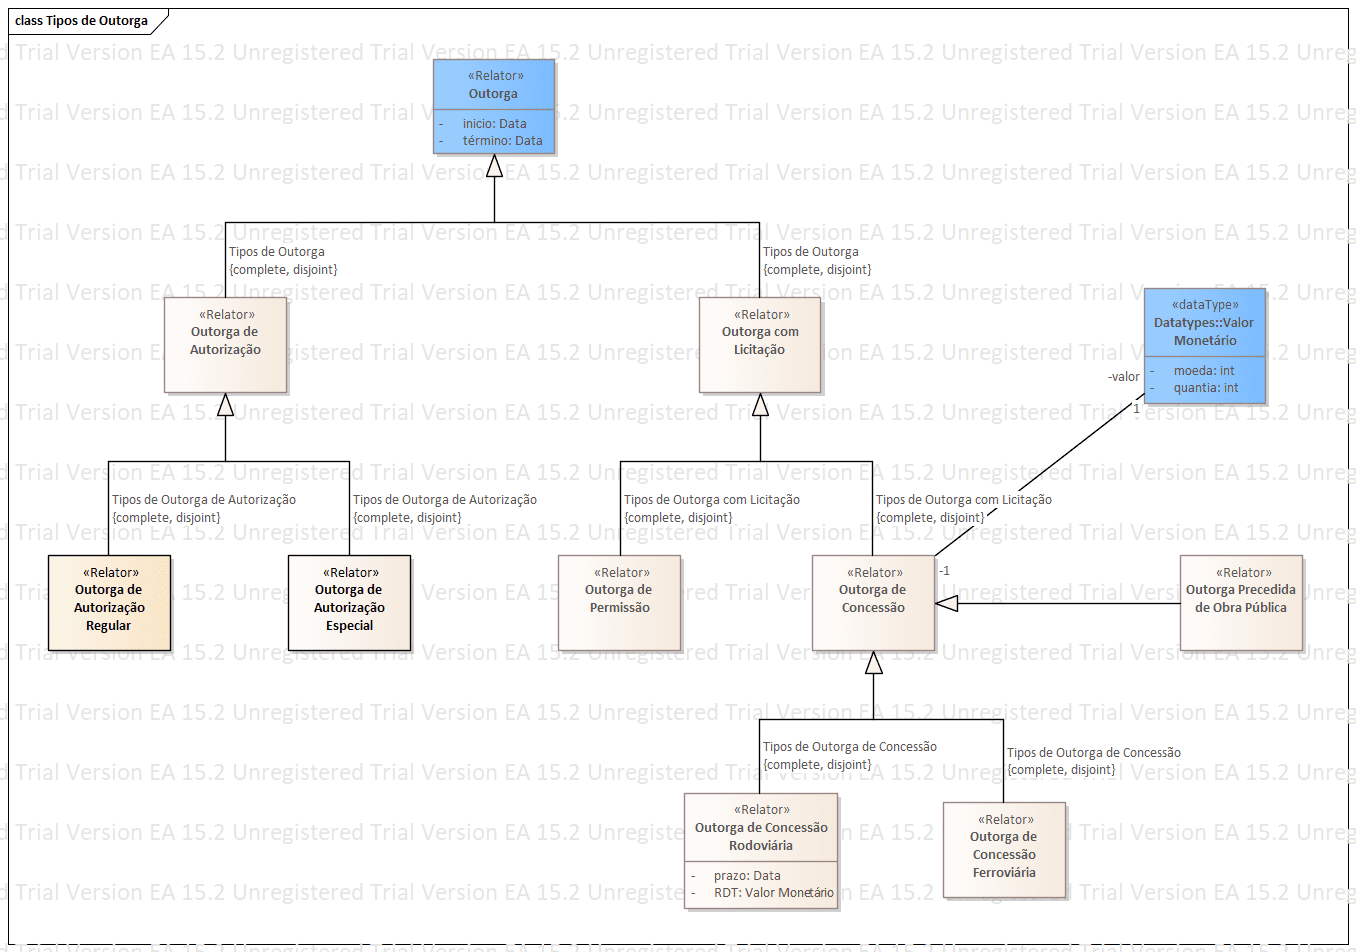 class Tipos de Outorga
«Relator»
Outorga
- inicio: Data
- término: Data
Tipos de Outorga
{complete, disjoint}
Tipos de Outorga
{complete, disjoint}
«Relator»
Outorga de
Autorização
«Relator»
Outorga com
Licitação
«dataType»
Datatypes::Valor
Monetário
- moeda: int
- quantia: int
-valor
1
Tipos de Outorga de Autorização
{complete, disjoint}
Tipos de Outorga de Autorização
{complete, disjoint}
Tipos de Outorga com Licitação
{complete, disjoint}
Tipos de Outorga com Licitação
{complete, disjoint}
«Relator»
Outorga de
Autorização
Regular
«Relator»
Outorga de
Autorização
Especial
«Relator»
Outorga de
Permissão
«Relator»
Outorga de
Concessão
-1
«Relator»
Outorga Precedida
de Obra Pública
Tipos de Outorga de Concessão
{complete, disjoint}
Tipos de Outorga de Concessão
{complete, disjoint}
«Relator»
Outorga de Concessão
Rodoviária
- prazo: Data
- RDT: Valor Monetário
«Relator»
Outorga de
Concessão
Ferroviária
Trial Version EA 15.2 Unregistered Trial Version EA 15.2 Unregistered Trial Version EA 15.2 Unregistered Trial Version EA 15.2